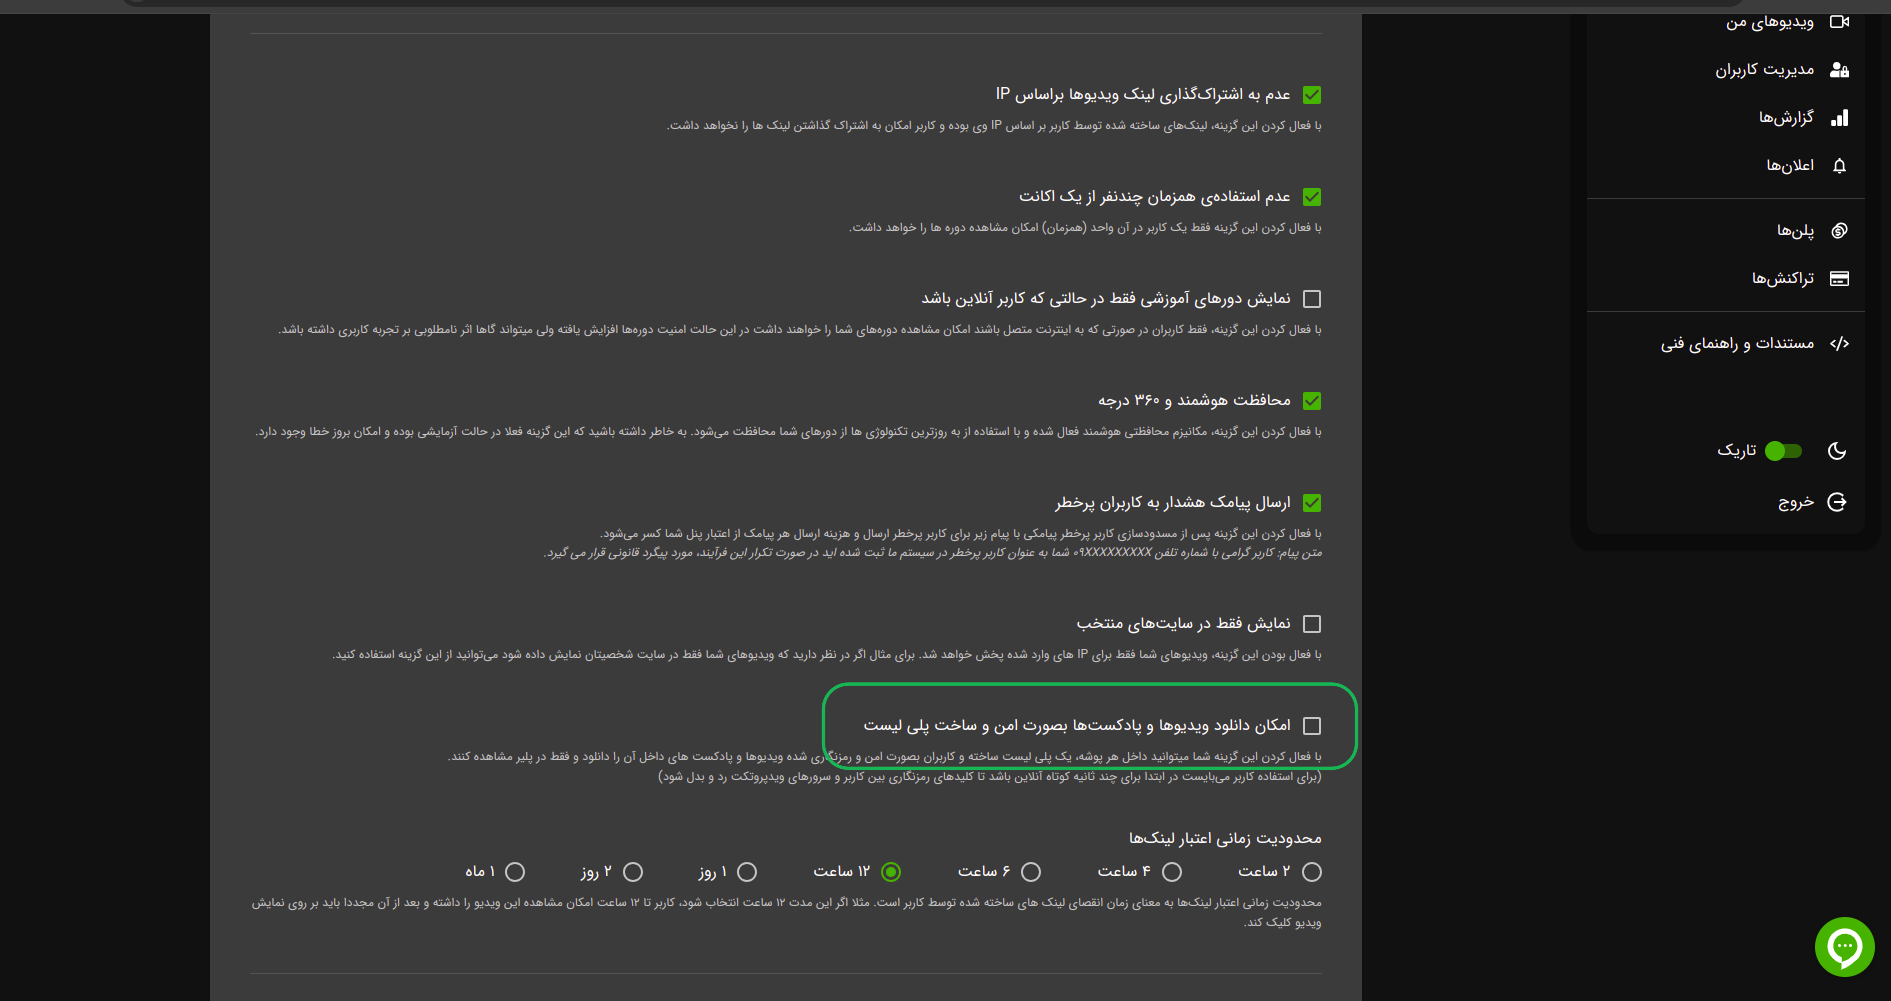 ویدیوهای من
مدیریت کاربران
گزارش‌ها
اعلان‌ها
پلن‌ها
تراکنش‌ها
مستندات و راهنمای فنی
تاریک
خروج
عدم به اشتراک‌گذاری لینک ویدیوها براساس IP
با فعال کردن این گزینه، لینک‌های ساخته شده توسط کاربر بر اساس IP وی بوده و کاربر امکان به اشتراک گذاشتن لینک ها را نخواهد داشت.
عدم استفاده‌ی همزمان چندنفر از یک اکانت
با فعال کردن این گزینه فقط یک کاربر در آن واحد (همزمان) امکان مشاهده دوره ها را خواهد داشت.
نمایش دورهای آموزشی فقط در حالتی که کاربر آنلاین باشد
با فعال کردن این گزینه، فقط کاربران در صورتی که به اینترنت متصل باشند امکان مشاهده دوره‌های شما را خواهند داشت در این حالت امنیت دوره‌ها افزایش یافته ولی میتواند گاها اثر نامطلوبی بر تجربه کاربری داشته باشد.
محافظت هوشمند و ۳۶۰ درجه
با فعال کردن این گزینه، مکانیزم محافظتی هوشمند فعال شده و با استفاده از به روزترین تکنولوژی ها از دورهای شما محافظت می‌شود. به خاطر داشته باشید که این گزینه فعلا در حالت آزمایشی بوده و امکان بروز خطا وجود دارد.
ارسال پیامک هشدار به کاربران پرخطر
با فعال کردن این گزینه پس از مسدودسازی کاربر پرخطر پیامکی با پیام زیر برای کاربر پرخطر ارسال و هزینه ارسال هر پیامک از اعتبار پنل شما کسر می‌شود.
متن پیام: کاربر گرامی با شماره تلفن ۰۹XXXXXXXXX شما به عنوان کاربر پرخطر در سیستم ما ثبت شده اید در صورت تکرار این فرآیند، مورد پیگرد قانونی قرار می گیرد.
نمایش فقط در سایت‌های منتخب
با فعال بودن این گزینه، ویدیوهای شما فقط برای IP های وارد شده پخش خواهد شد. برای مثال اگر در نظر دارید که ویدیوهای شما فقط در سایت شخصیتان نمایش داده شود می‌توانید از این گزینه استفاده کنید.
امکان دانلود ویدیوها و پادکست‌ها بصورت امن و ساخت پلی لیست
با فعال کردن این گزینه شما میتوانید داخل هر پوشه، یک پلی لیست ساخته و کاربران بصورت امن و رمزنگاری شده ویدیوها و پادکست های داخل آن را دانلود و فقط در پلیر مشاهده کنند.
(برای استفاده کاربر می‌بایست در ابتدا برای چند ثانیه کوتاه آنلاین باشد تا کلیدهای رمزنگاری بین کاربر و سرورهای ویدپروتکت رد و بدل شود)
محدودیت زمانی اعتبار لینک‌ها
۲ ساعت ۴ ساعت ۶ ساعت ۱۲ ساعت ۱ روز ۲ روز ۱ ماه
محدودیت زمانی اعتبار لینک‌ها به معنای زمان انقصای لینک های ساخته شده توسط کاربر است. مثلا اگر این مدت ۱۲ ساعت انتخاب شود، کاربر تا ۱۲ ساعت امکان مشاهده این ویدیو را داشته و بعد از آن مجددا باید بر روی نمایش
ویدیو کلیک کند.